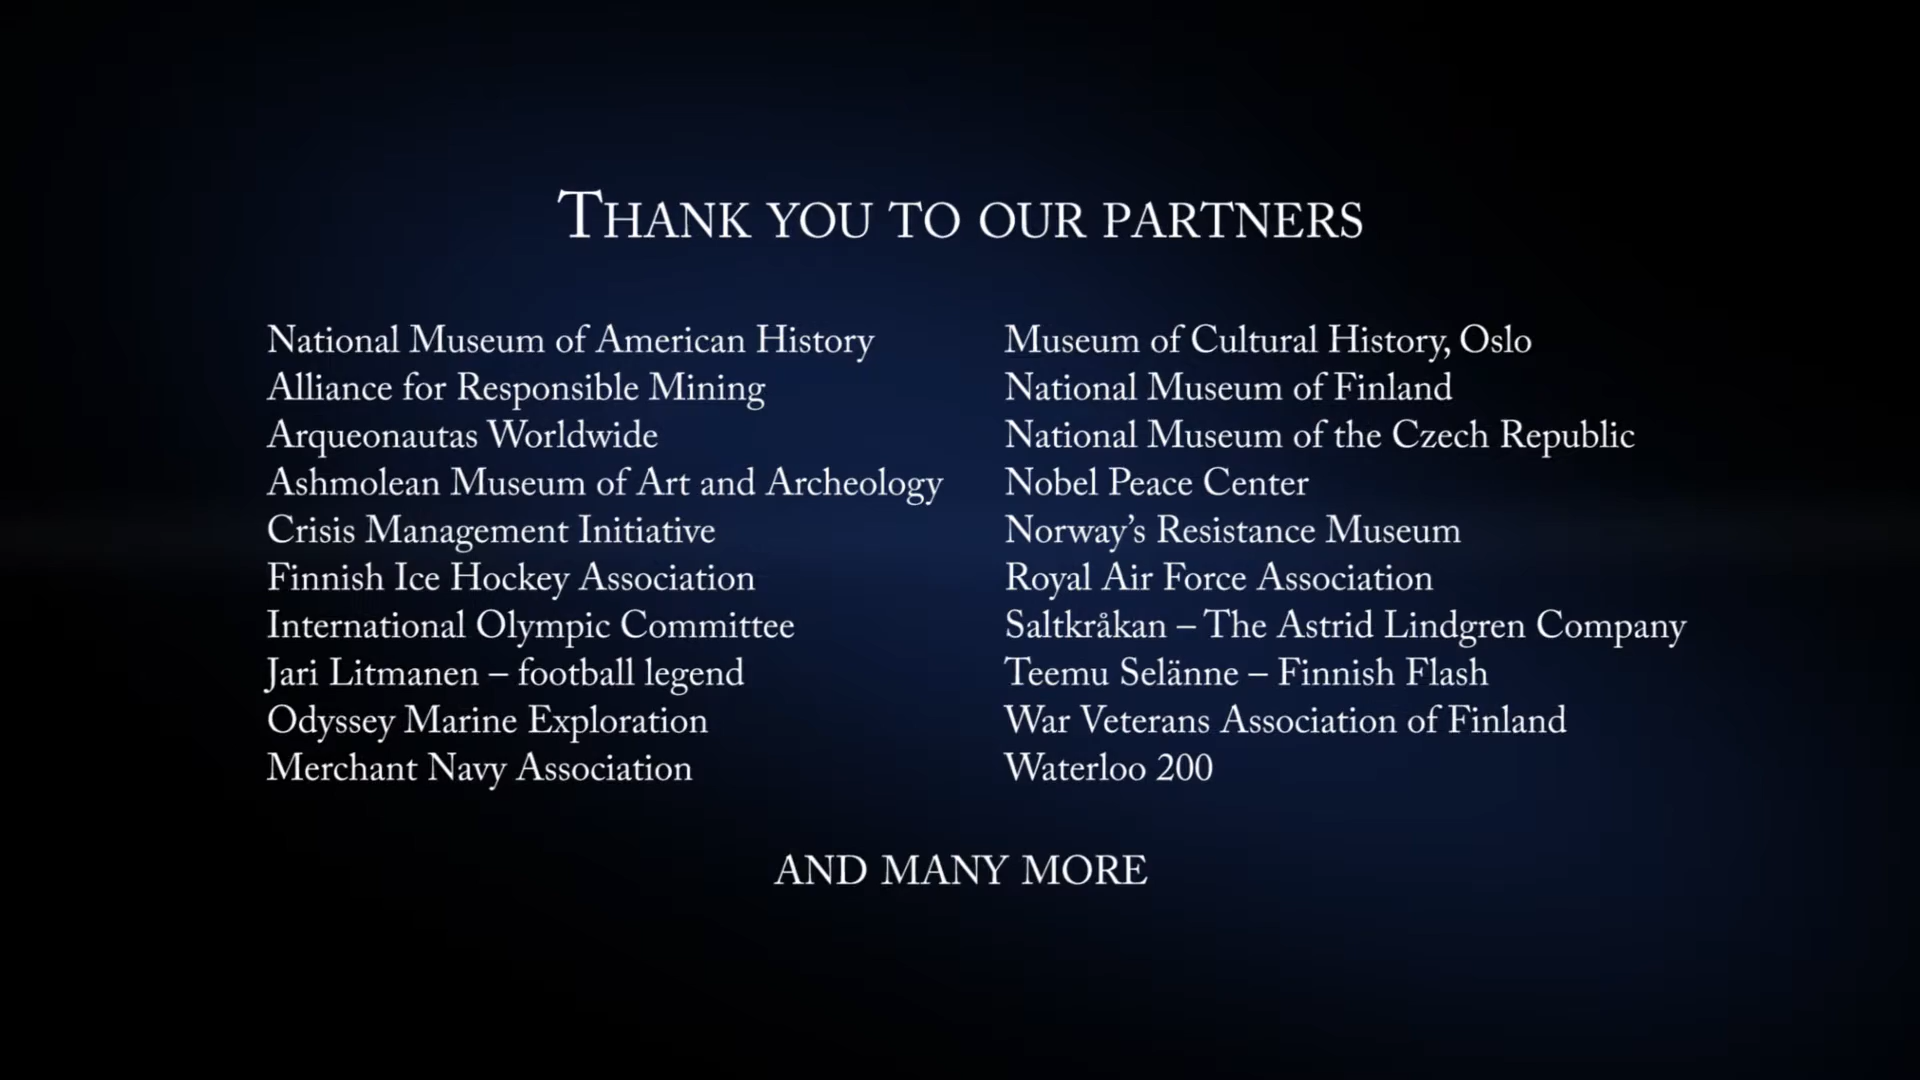 THANK YOU TO OUR PARTNERS
National Museum of American History
Alliance for Responsible Mining
Arqueonautas Worldwide
Ashmolean Museum of Art and Archeology
Crisis Management Initiative
Finnish Ice Hockey Association
International Olympic Committee
Jari Litmanen – football legend
Odyssey Marine Exploration
Merchant Navy Association
Museum of Cultural History, Oslo
National Museum of Finland
National Museum of the Czech Republic
Nobel Peace Center
Norway’s Resistance Museum
Royal Air Force Association
Saltkråkan – The Astrid Lindgren Company
Teemu Selänne – Finnish Flash
War Veterans Association of Finland
Waterloo 200
AND MANY MORE